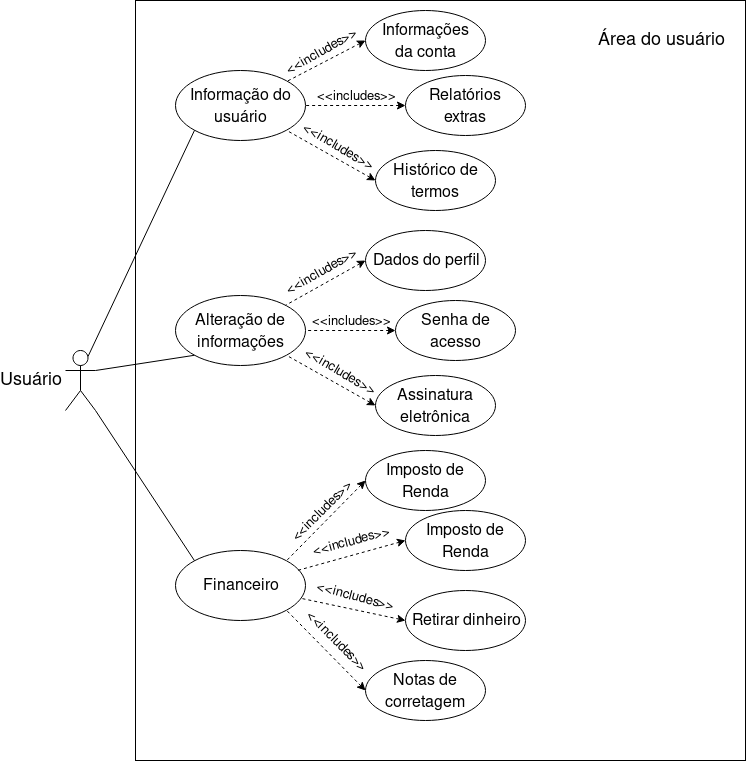 Área do usuário
Informações
da conta
<<includes>>
Informação do
usuário
<<includes>>
Relatórios
extras
<<includes>>
Histórico de
termos
<<includes>>
Dados do perfil
Alteração de
informações
<<includes>>
Senha de
acesso
<<includes>>
Assinatura
eletrônica
Usuário
Imposto de
Renda
<<includes>>
<<includes>>
Imposto de
Renda
Financeiro
<<includes>>
Retirar dinheiro
<<includes>>
Notas de
corretagem